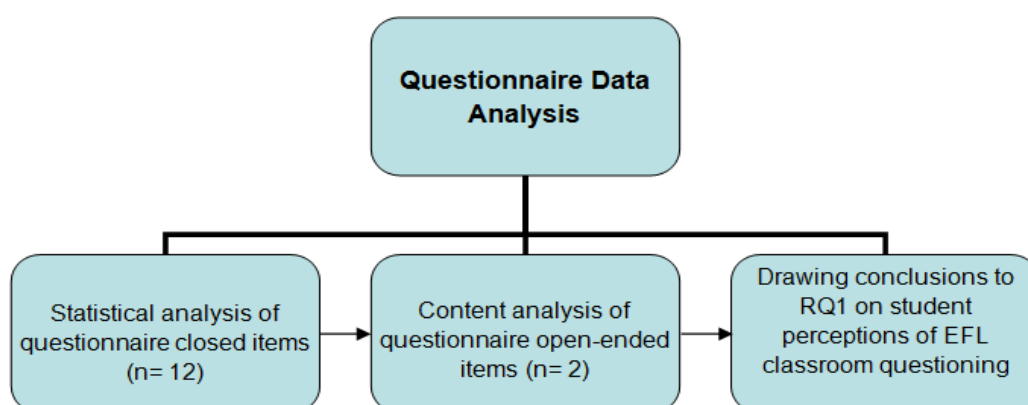 Questionnaire Data
Analysis
Statistical analysis of
questionnaire closed items
(n= 12)
Content analysis of
questionnaire open-ended
items (n= 2)
Drawing conclusions to
RQ1 on student
perceptions of EFL
classroom questioning